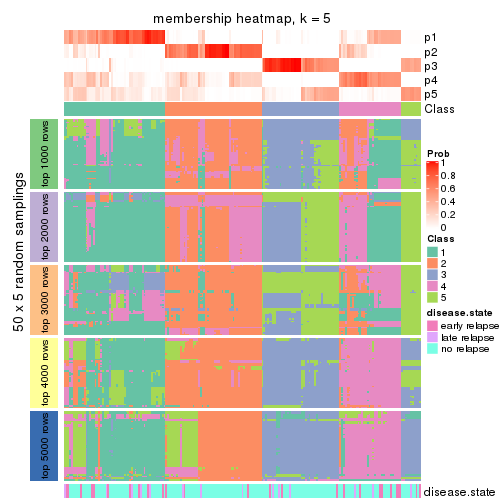 membership heatmap, k = 5
p1
p2
p3
p4
p5
Class
50 x 5 random samplings
top 1000 rows
top 2000 rows
top 3000 rows
top 4000 rows
top 5000 rows
disease.state
Prob
1
0.8
0.6
0.4
0.2
0
Class
1
2
3
4
5
disease.state
early relapse
late relapse
no relapse